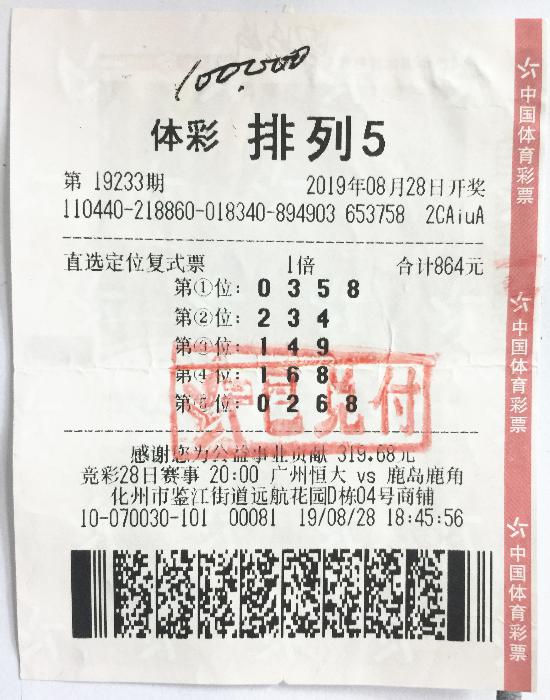 100,000
体彩 排列5
第 19233期 2019年08月28日开奖
110440-218860-018340-894903 653758 2CAiuA
直选定位复式票 1倍 合计864元
第①位: 0 3 5 8
第②位: 2 3 4
第③位: 1 4 9
第④位: 1 6 8
第⑤位: 0 2 6 8
已兑付
感谢您为公益事业贡献 319.68元
竞彩28日赛事 20:00 广州恒大 vs 鹿岛鹿角
化州市鉴江街道远航花园D栋04号商铺
10-070030-101 00081 19/08/28 18:45:56
中国体育彩票
中国体育彩票
中国体育彩票